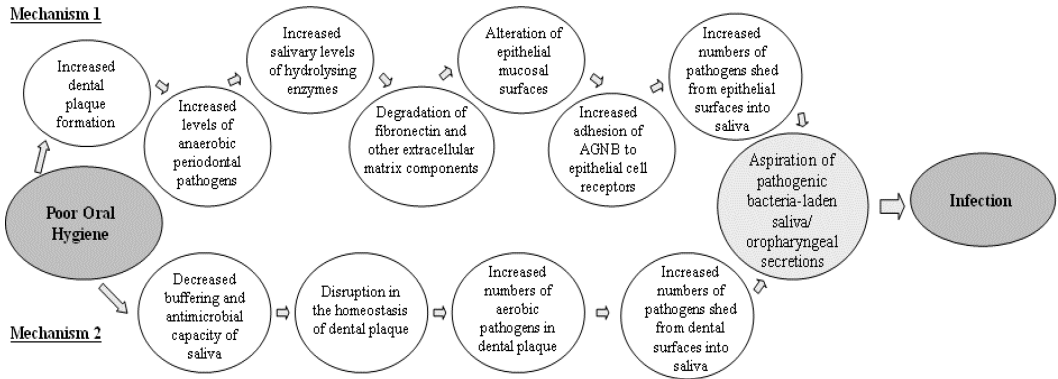 Mechanism 1
Increased
dental
plaque
formation
Increased
levels of
anaerobic
periodontal
pathogens
Increased
salivary levels
of hydrolysing
enzymes
Degradation of
fibronectin and
other extracellular
matrix components
Alteration of
epithelial
mucosal
surfaces
Increased
adhesion of
AGNB to
epithelial cell
receptors
Increased
numbers of
pathogens shed
from epithelial
surfaces into
saliva
Aspiration of
pathogenic
bacteria-laden
saliva/
oropharyngeal
secretions
Infection
Poor Oral
Hygiene
Mechanism 2
Decreased
buffering and
antimicrobial
capacity of
saliva
Disruption in
the homeostasis
of dental plaque
Increased
numbers of
aerobic
pathogens in
dental plaque
Increased
numbers of
pathogens shed
from dental
surfaces into
saliva